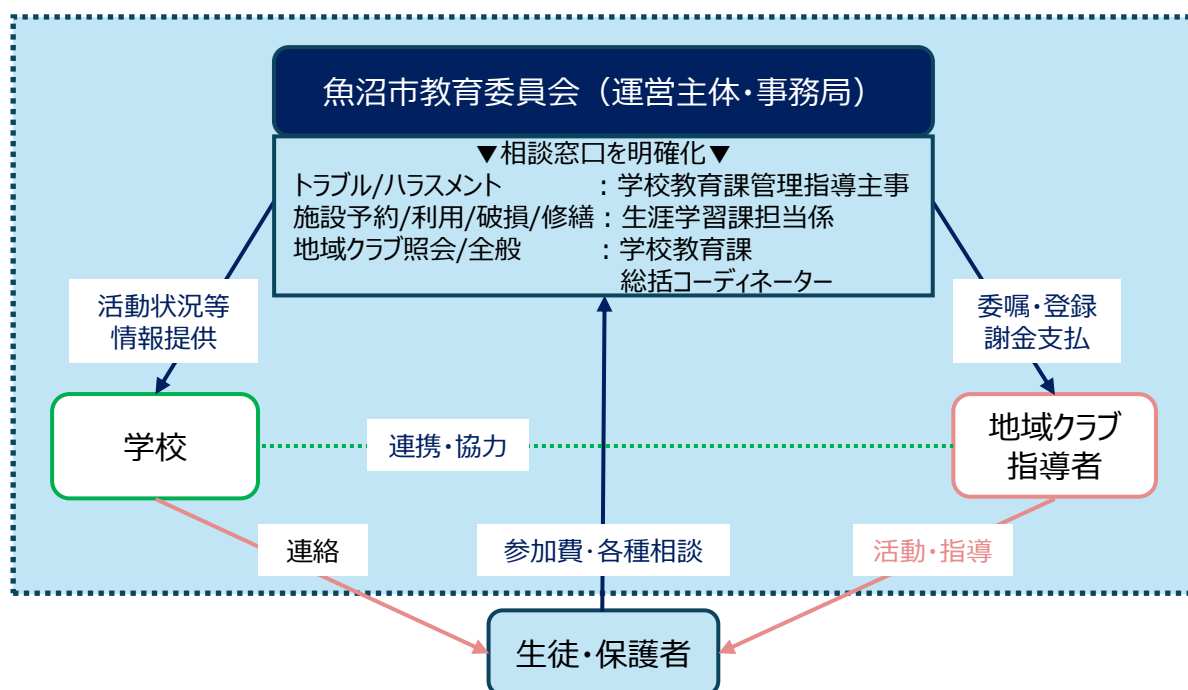 魚沼市教育委員会（運営主体・事務局）
▼相談窓口を明確化▼
トラブル/ハラスメント ：学校教育課管理指導主事
施設予約/利用/破損/修繕：生涯学習課担当係
地域クラブ照会/全般 ：学校教育課
総括コーディネーター
活動状況等
情報提供
委嘱・登録
謝金支払
学校
連携・協力
地域クラブ
指導者
連絡
参加費・各種相談
活動・指導
生徒・保護者